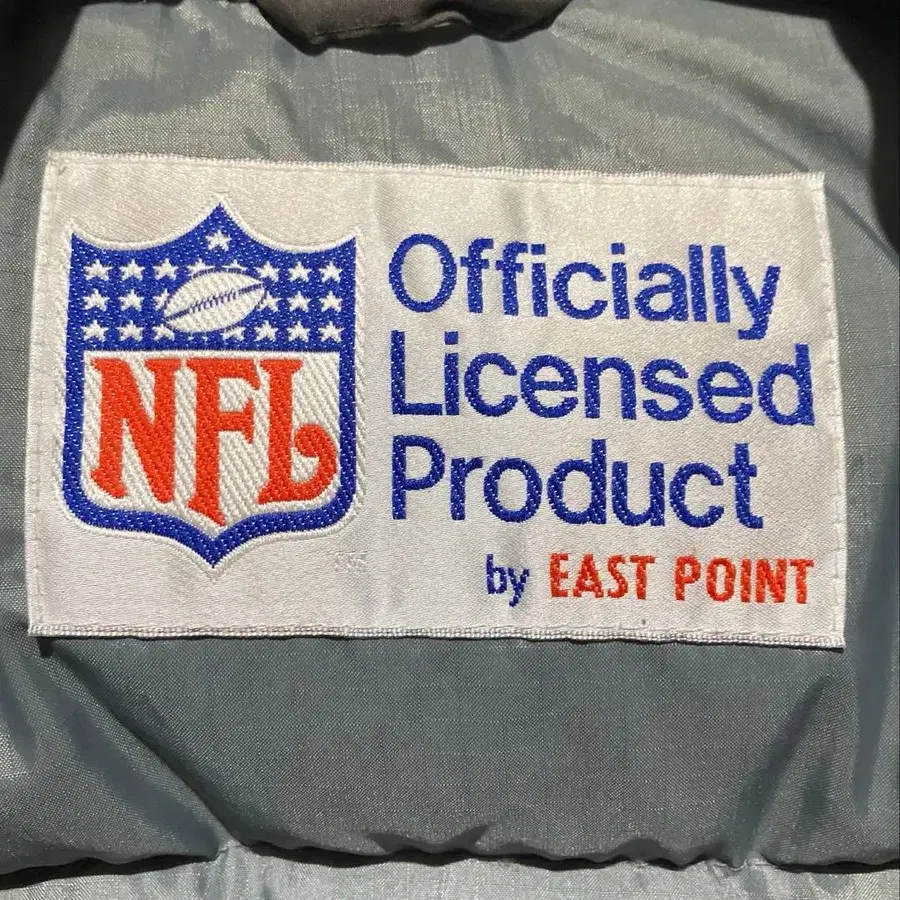 NFL
Officially
Licensed
Product
by EAST POINT